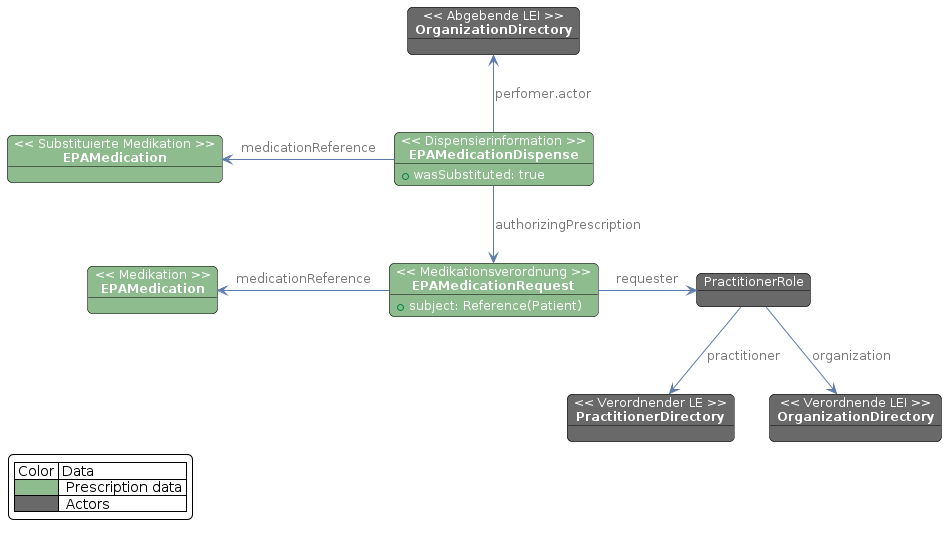 << Abgebende LEI >>
OrganizationDirectory
perfomer.actor
<< Substituierte Medikation >>
EPAMedication
medicationReference
<< Dispensierinformation >>
EPAMedicationDispense
wasSubstituted: true
authorizingPrescription
<< Medikation >>
EPAMedication
medicationReference
<< Medikationsverordnung >>
EPAMedicationRequest
subject: Reference(Patient)
requester
PractitionerRole
practitioner
organization
<< Verordnender LE >>
PractitionerDirectory
<< Verordnende LEI >>
OrganizationDirectory
Color Data
Prescription data
Actors